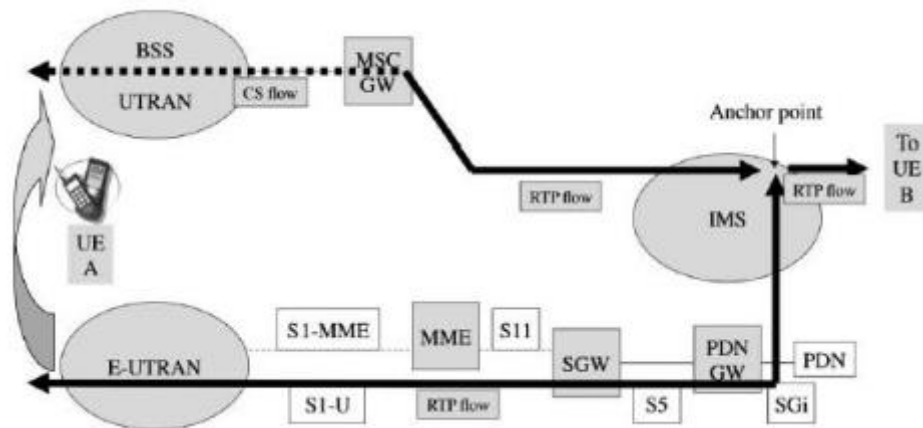 BSS
UTRAN
CS flow
MSC
GW
Anchor point
To
UE
B
RTP flow
RTP flow
IMS
UE
A
E-UTRAN
S1-MME
MME
S11
SGW
PDN
GW
PDN
S1-U
RTP flow
S5
SGi